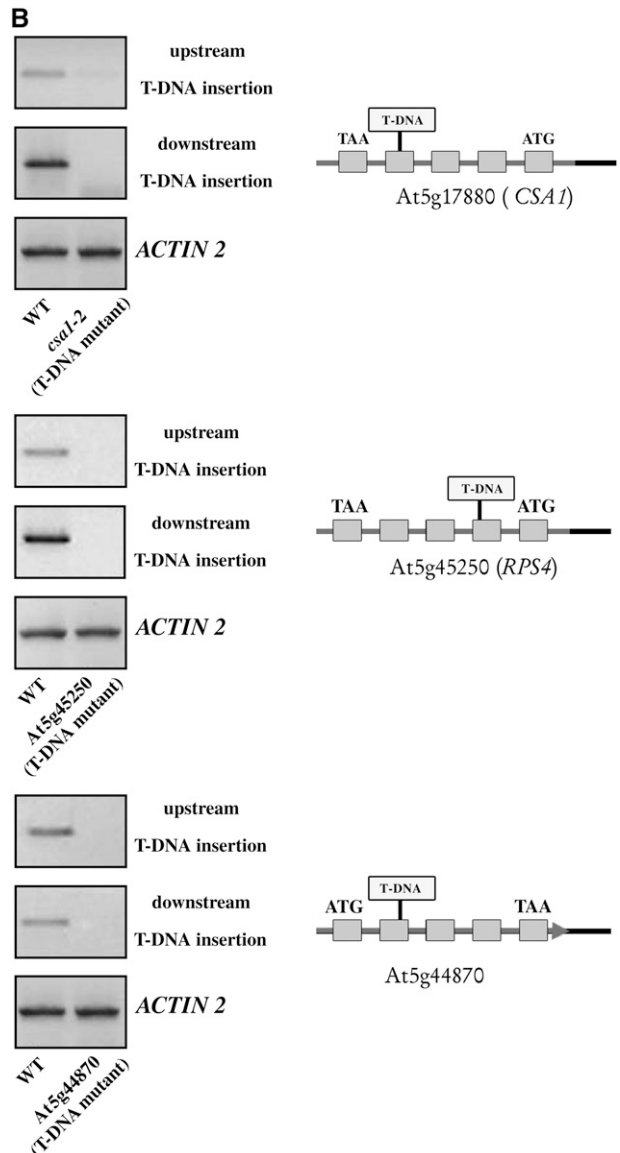 B
upstream
T-DNA insertion
downstream
T-DNA insertion
ACTIN 2
WT
csa1-2
(T-DNA mutant)
T-DNA
TAA
ATG
At5g17880 ( CSA1)
upstream
T-DNA insertion
downstream
T-DNA insertion
ACTIN 2
WT
At5g45250
(T-DNA mutant)
T-DNA
TAA
ATG
At5g45250 (RPS4)
upstream
T-DNA insertion
downstream
T-DNA insertion
ACTIN 2
WT
At5g44870
(T-DNA mutant)
T-DNA
ATG
TAA
At5g44870